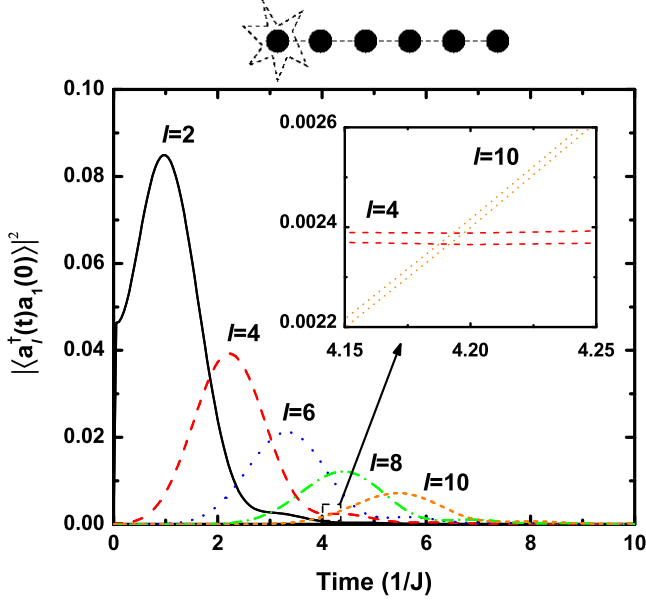 0.10
0.08
0.06
0.04
0.02
0.00
|⟨a_l^†(t)a_1(0)⟩|^2
l=2
l=4
l=6
l=8
l=10
0.0026
0.0024
0.0022
l=10
l=4
4.15 4.20 4.25
0 2 4 6 8 10
Time (1/J)